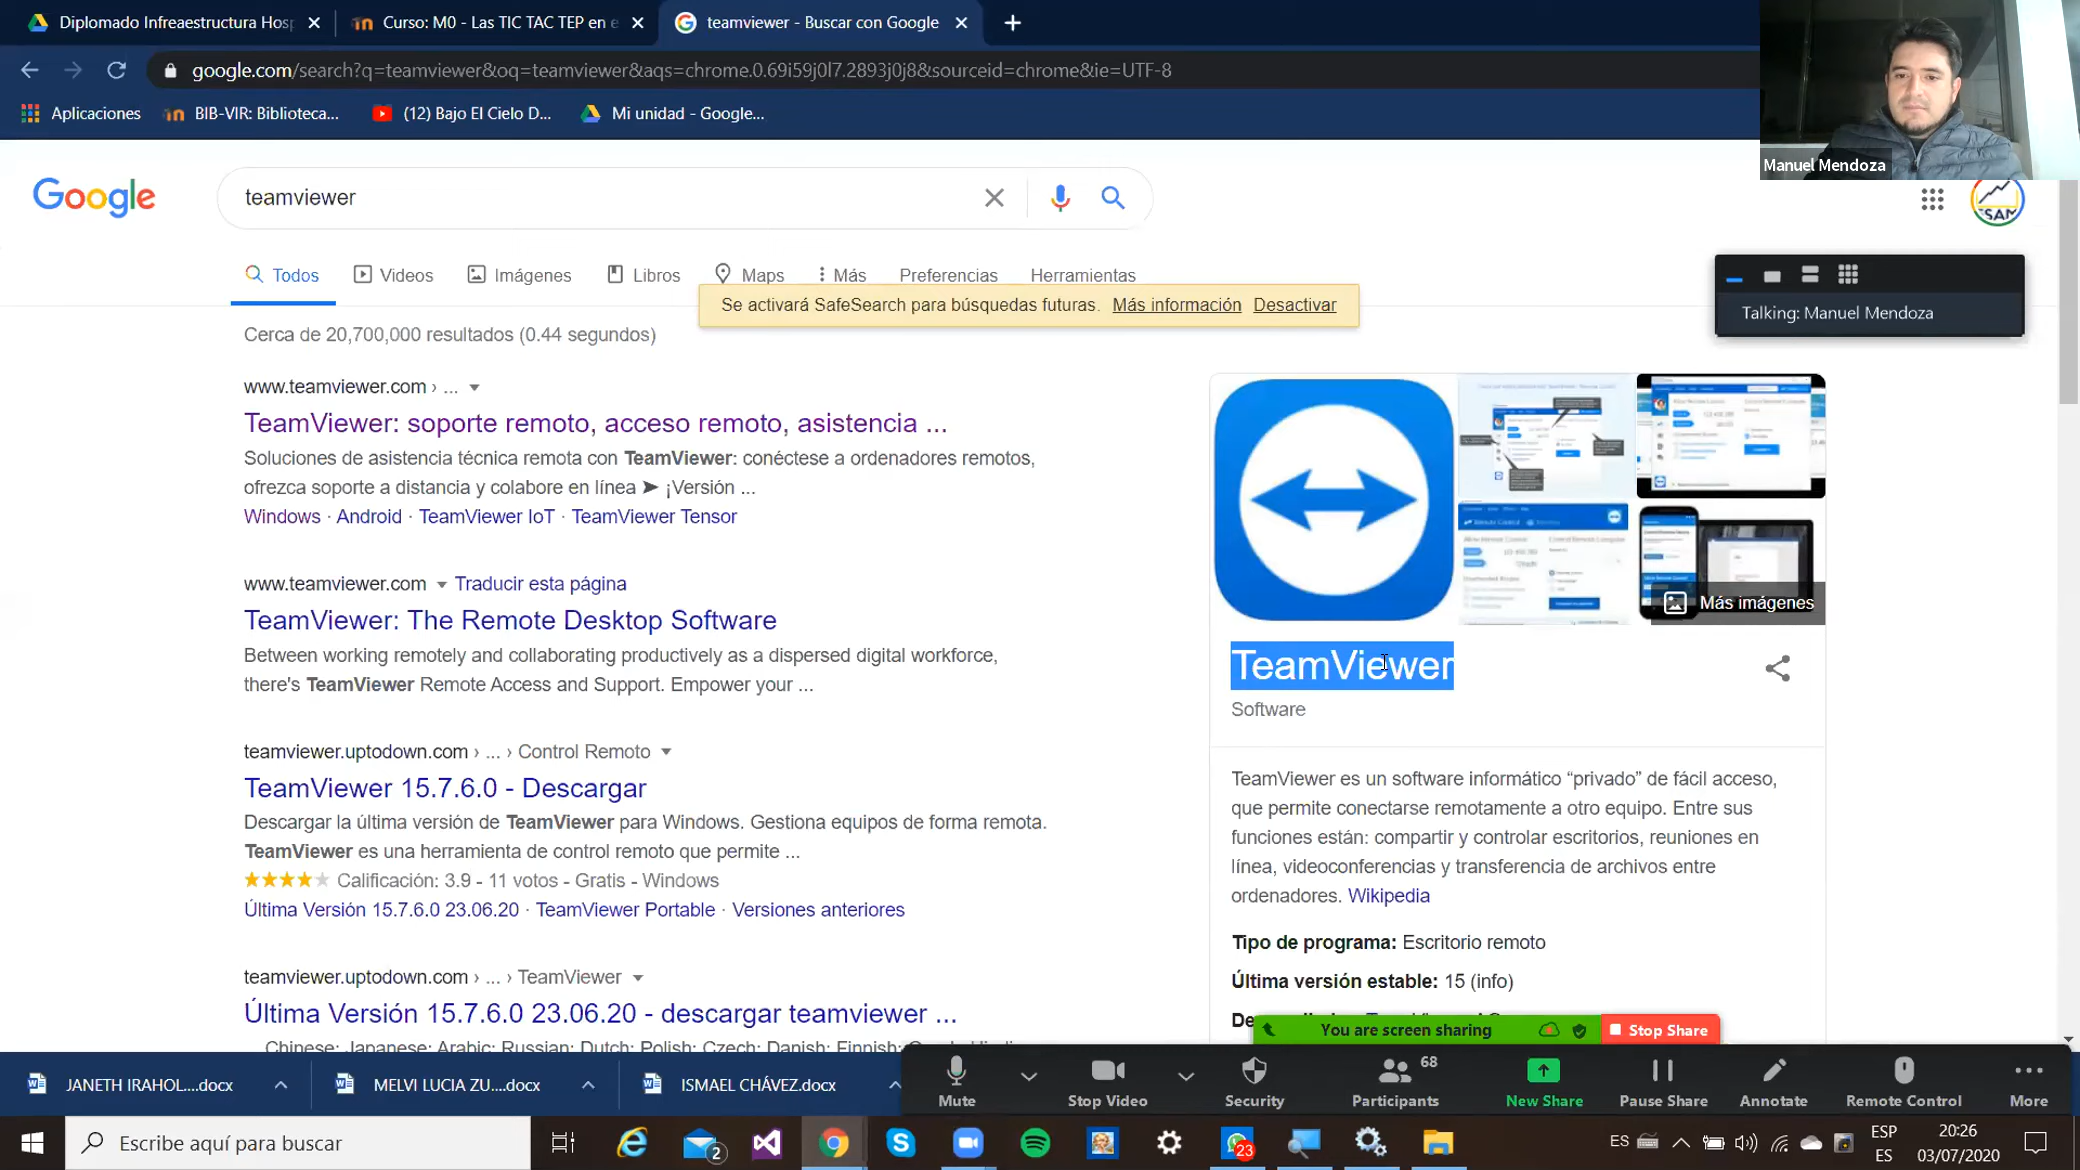 Diplomado Infreaestructura Hosp
Curso: M0 - Las TIC TAC TEP en e
teamviewer - Buscar con Google
google.com/search?q=teamviewer&oq=teamviewer&aqs=chrome.0.69i59j0l7.2893j0j8&sourceid=chrome&ie=UTF-8
Aplicaciones
BIB-VIR: Biblioteca...
(12) Bajo El Cielo D...
Mi unidad - Google...
Manuel Mendoza
Google
teamviewer
ESAM
Todos
Videos
Imágenes
Libros
Maps
Más
Preferencias
Herramientas
Se activará SafeSearch para búsquedas futuras. Más información Desactivar
Talking: Manuel Mendoza
Cerca de 20,700,000 resultados (0.44 segundos)
www.teamviewer.com › ...
TeamViewer: soporte remoto, acceso remoto, asistencia ...
Soluciones de asistencia técnica remota con TeamViewer: conéctese a ordenadores remotos,
ofrezca soporte a distancia y colabore en línea ➤ ¡Versión ...
Windows · Android · TeamViewer IoT · TeamViewer Tensor
www.teamviewer.com Traducir esta página
TeamViewer: The Remote Desktop Software
Between working remotely and collaborating productively as a dispersed digital workforce,
there's TeamViewer Remote Access and Support. Empower your ...
teamviewer.uptodown.com › ... › Control Remoto
TeamViewer 15.7.6.0 - Descargar
Descargar la última versión de TeamViewer para Windows. Gestiona equipos de forma remota.
TeamViewer es una herramienta de control remoto que permite ...
Calificación: 3.9 - 11 votos - Gratis - Windows
Última Versión 15.7.6.0 23.06.20 · TeamViewer Portable · Versiones anteriores
teamviewer.uptodown.com › ... › TeamViewer
Última Versión 15.7.6.0 23.06.20 - descargar teamviewer ...
Chinese; Japanese; Arabic; Russian; Dutch; Polish; Czech; Danish; Finnish;
Más imágenes
TeamViewer
Software
TeamViewer es un software informático “privado” de fácil acceso,
que permite conectarse remotamente a otro equipo. Entre sus
funciones están: compartir y controlar escritorios, reuniones en
línea, videoconferencias y transferencia de archivos entre
ordenadores. Wikipedia
Tipo de programa: Escritorio remoto
Última versión estable: 15 (info)
You are screen sharing
Stop Share
JANETH IRAHOL....docx
MELVI LUCIA ZU....docx
ISMAEL CHÁVEZ.docx
Mute
Stop Video
Security
Participants 68
New Share
Pause Share
Annotate
Remote Control
More
Escribe aquí para buscar
2
23
ES
ESP
ES
20:26
03/07/2020